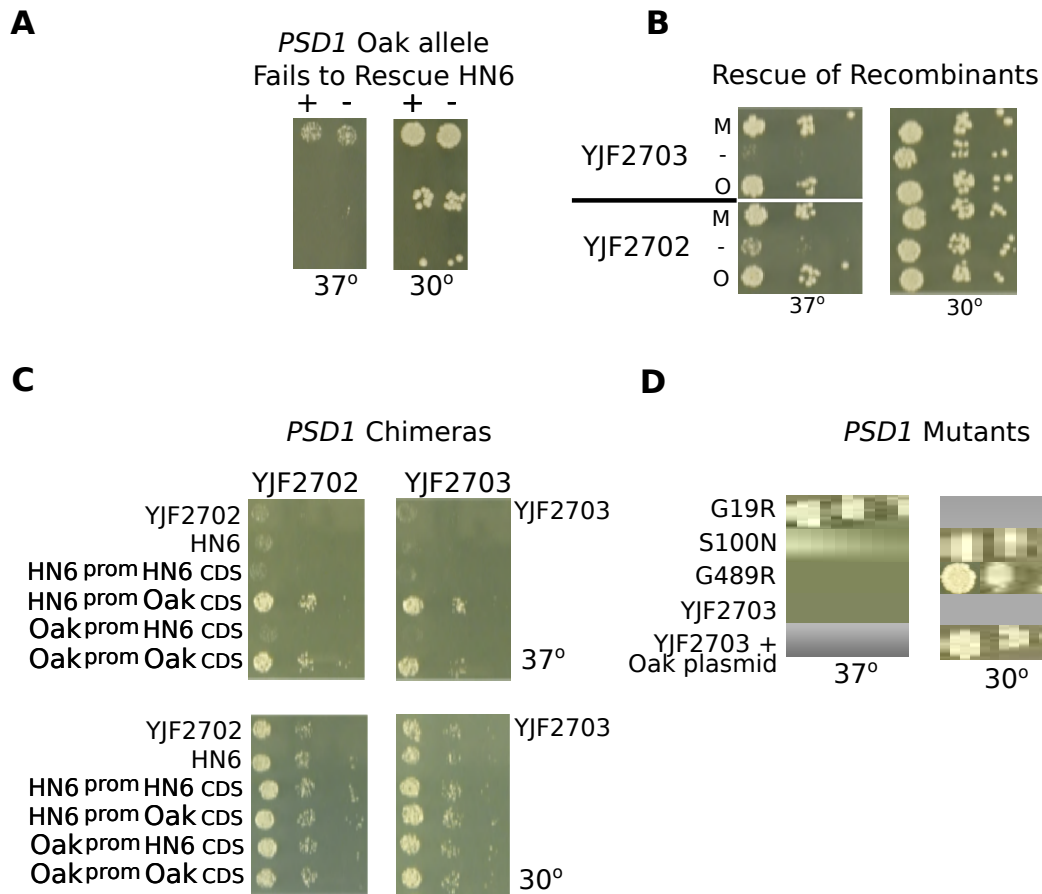 A
PSD1 Oak allele
Fails to Rescue HN6
+ - + -
37o 30o
B
Rescue of Recombinants
YJF2703
M
-
O
YJF2702
M
-
O
37o 30o
C
PSD1 Chimeras
YJF2702 YJF2703
YJF2702 YJF2703
HN6
HN6 prom HN6 CDS
HN6 prom Oak CDS
Oak prom HN6 CDS
Oak prom Oak CDS
37o
YJF2702 YJF2703
HN6
HN6 prom HN6 CDS
HN6 prom Oak CDS
Oak prom HN6 CDS
Oak prom Oak CDS
30o
D
PSD1 Mutants
G19R
S100N
G489R
YJF2703
YJF2703 +
Oak plasmid
37o 30o